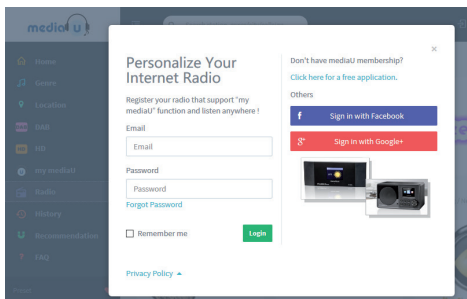 mediaU
Home
Genre
Location
DAB
HD
my mediaU
Radio
History
Recommendation
FAQ
×
Personalize Your
Internet Radio
Register your radio that support "my
mediaU" function and listen anywhere !
Email
Email
Password
Password
Forgot Password
Remember me
Login
Privacy Policy
Don't have mediaU membership?
Click here for a free application.
Others
f Sign in with Facebook
g+ Sign in with Google+